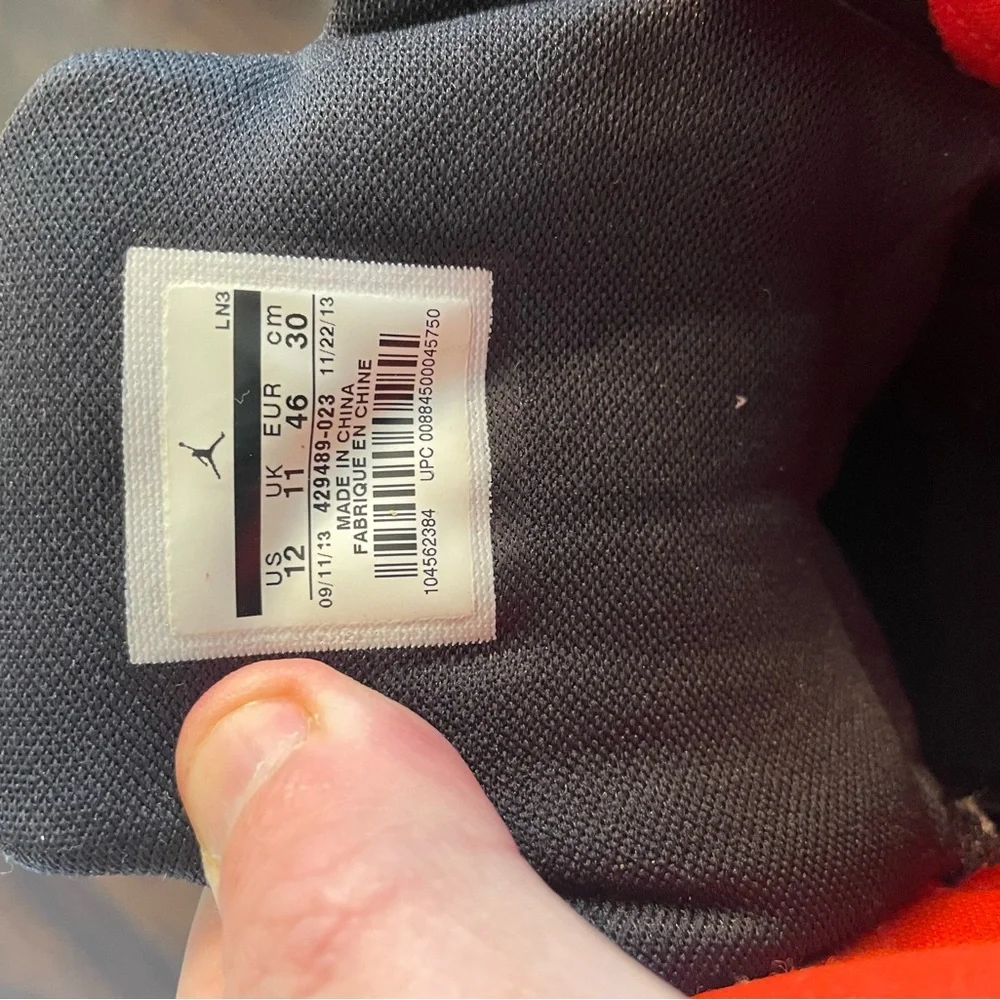 LN3
US UK EUR cm
12 11 46 30
09/11/13 429489-023 11/22/13
MADE IN CHINA
FABRIQUE EN CHINE
104562384 UPC 00884500045750